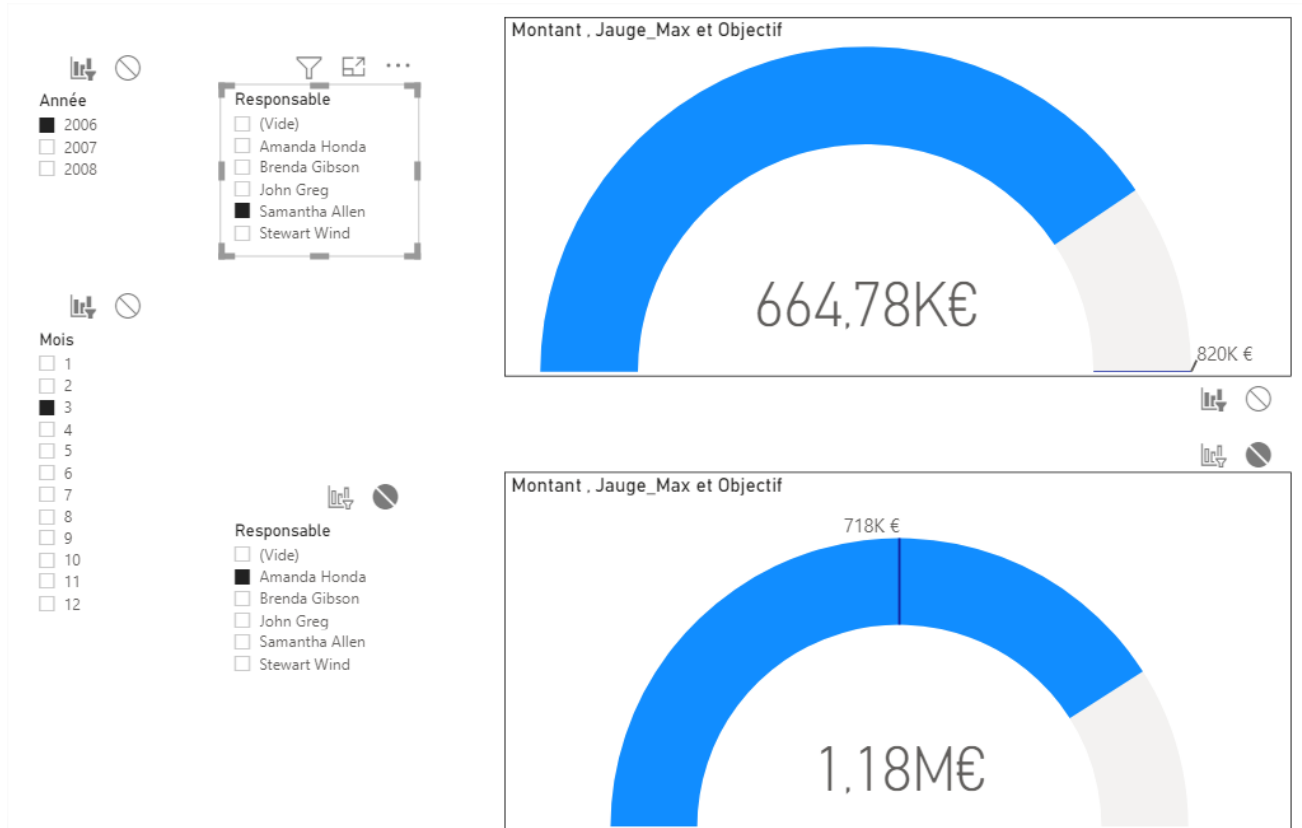 Année
2006
2007
2008
Responsable
(Vide)
Amanda Honda
Brenda Gibson
John Greg
Samantha Allen
Stewart Wind
Montant , Jauge_Max et Objectif
664,78K€
820K €
Mois
1
2
3
4
5
6
7
8
9
10
11
12
Responsable
(Vide)
Amanda Honda
Brenda Gibson
John Greg
Samantha Allen
Stewart Wind
Montant , Jauge_Max et Objectif
718K €
1,18M€